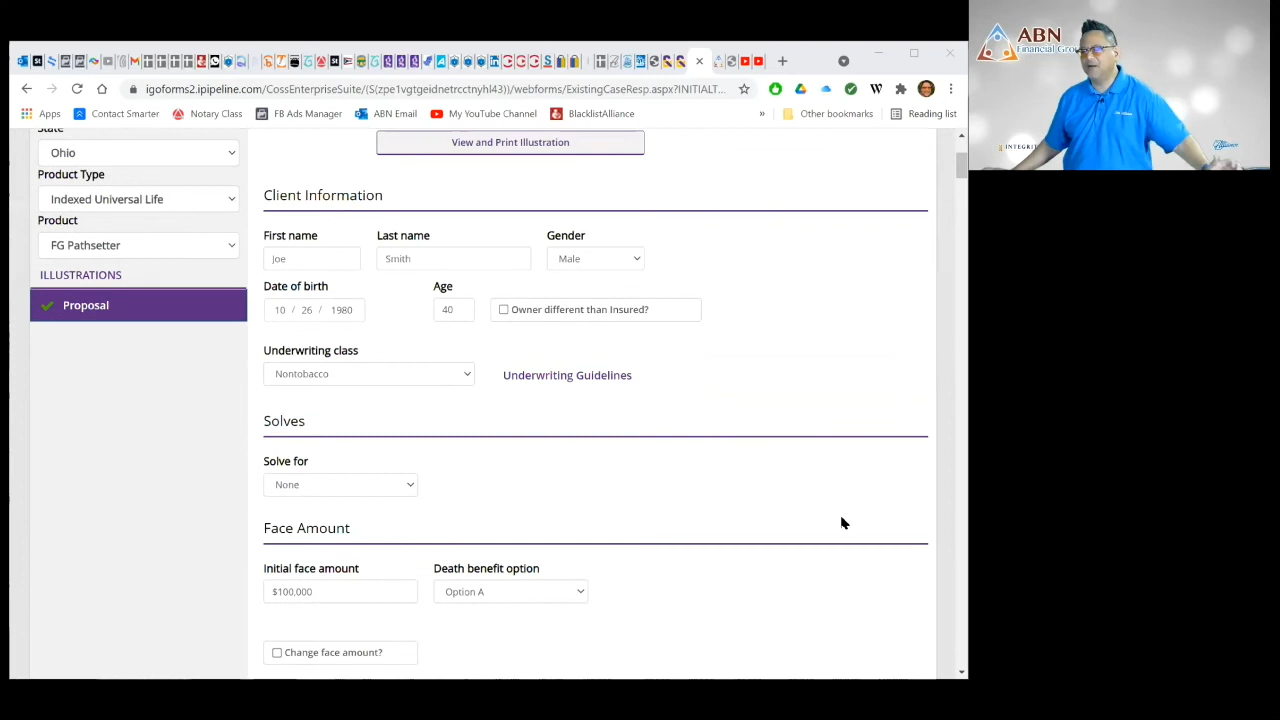 ABN
Financial Group
INTEGRIT
igoforms2.ipipeline.com/CossEnterpriseSuite/(S(zpe1vgtgeidnetrcctnyhl43))/webforms/ExistingCaseResp.aspx?INITIALT...
Apps
Contact Smarter
Notary Class
FB Ads Manager
ABN Email
My YouTube Channel
BlacklistAlliance
»
Other bookmarks
Reading list
State
Ohio
Product Type
Indexed Universal Life
Product
FG Pathsetter
ILLUSTRATIONS
Proposal
View and Print Illustration
Client Information
First name Last name Gender
Joe Smith Male
Date of birth Age
10 / 26 / 1980 40 Owner different than Insured?
Underwriting class
Nontobacco Underwriting Guidelines
Solves
Solve for
None
Face Amount
Initial face amount Death benefit option
$100,000 Option A
Change face amount?